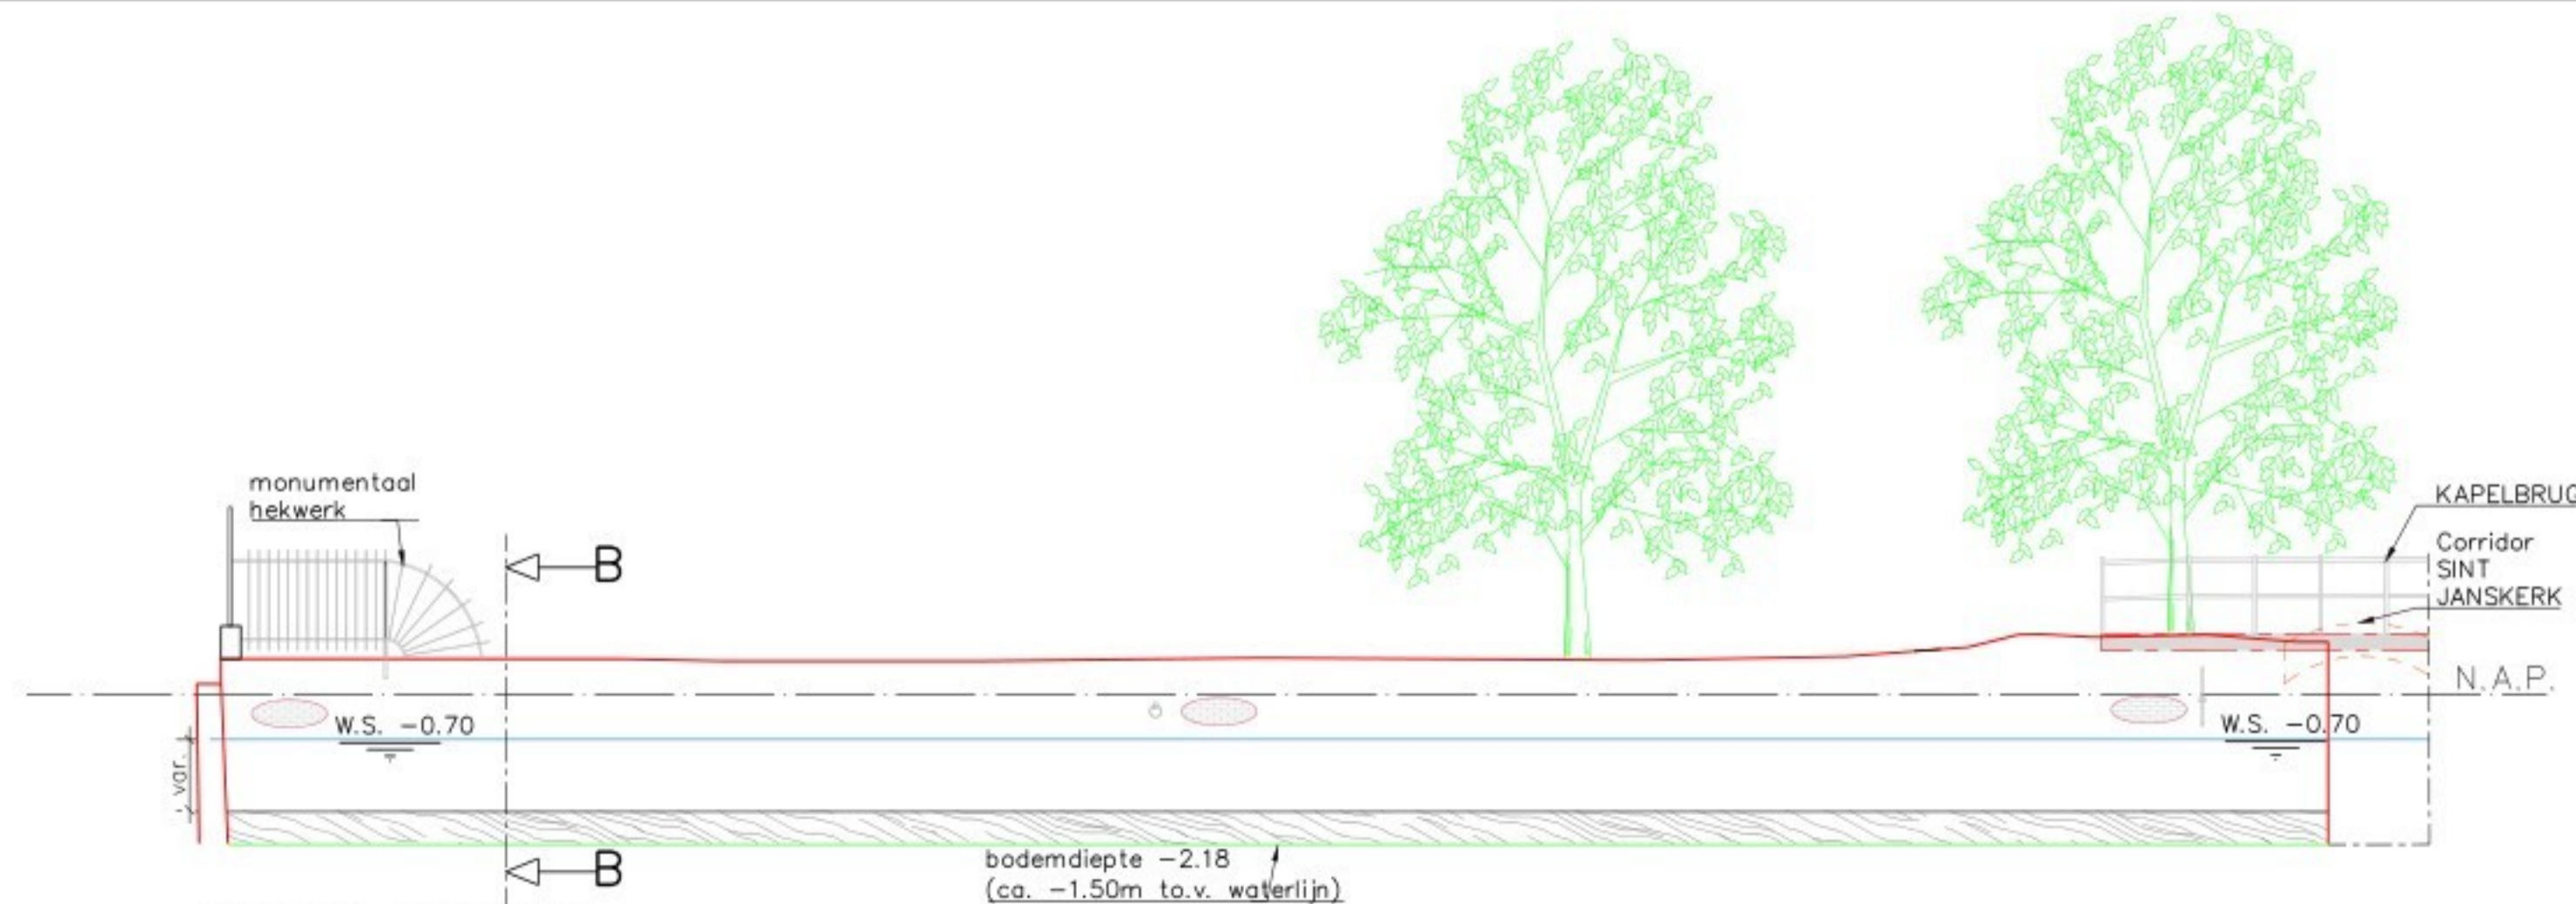 monumentaal
hekwerk
B
KAPELBRUG
Corridor
SINT
JANSKERK
N.A.P.
W.S. -0.70
W.S. -0.70
var.
B
bodemdiepte -2.18
(ca. -1.50m to.v. waterlijn)